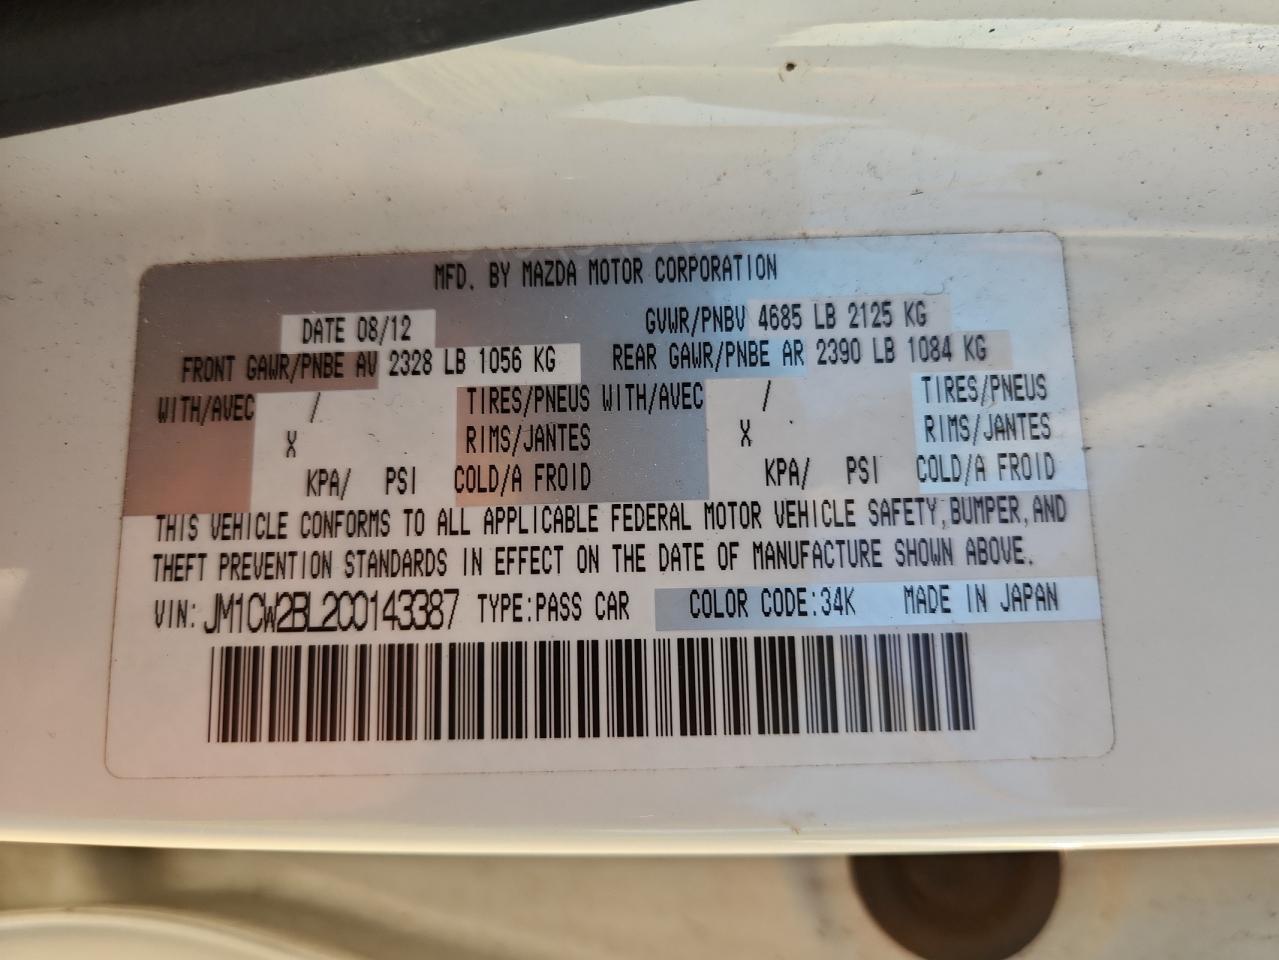 MFD. BY MAZDA MOTOR CORPORATION
DATE 08/12 GVWR/PNBV 4685 LB 2125 KG
FRONT GAWR/PNBE AV 2328 LB 1056 KG REAR GAWR/PNBE AR 2390 LB 1084 KG
WITH/AVEC / TIRES/PNEUS WITH/AVEC / TIRES/PNEUS
X RIMS/JANTES X RIMS/JANTES
KPA/ PSI COLD/A FROID KPA/ PSI COLD/A FROID
THIS VEHICLE CONFORMS TO ALL APPLICABLE FEDERAL MOTOR VEHICLE SAFETY, BUMPER, AND
THEFT PREVENTION STANDARDS IN EFFECT ON THE DATE OF MANUFACTURE SHOWN ABOVE.
VIN: JM1CW2BL2C0143387 TYPE:PASS CAR COLOR CODE:34K MADE IN JAPAN